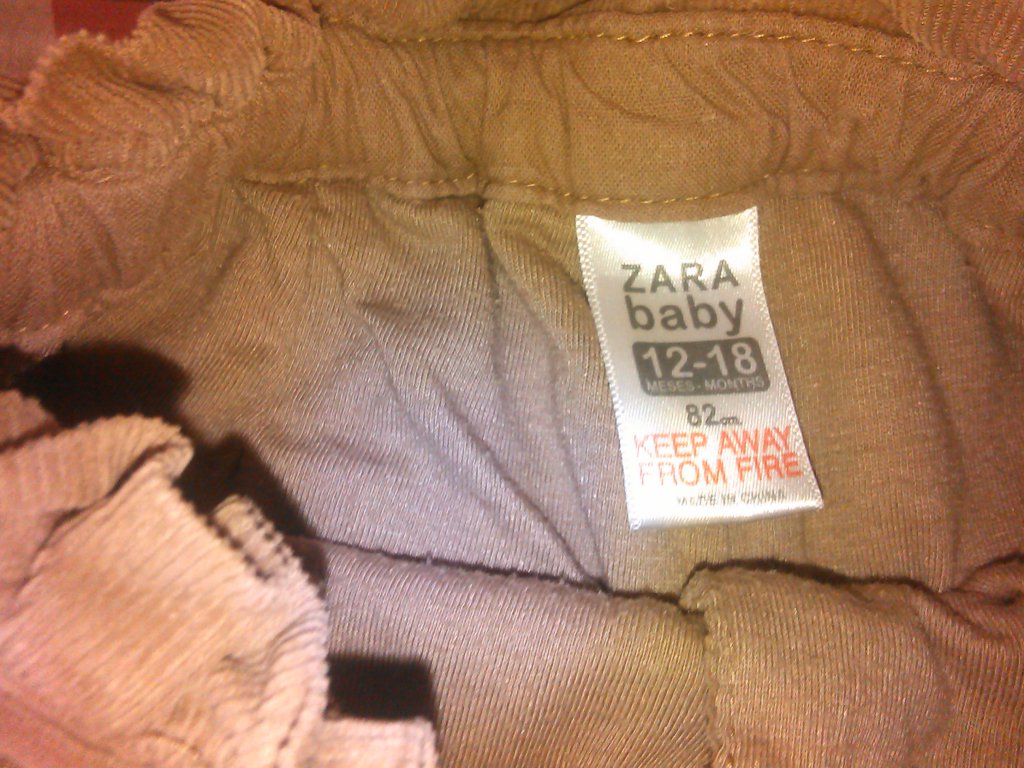 ZARA
baby
12-18
MESES - MONTHS
82cm.
KEEP AWAY
FROM FIRE
MADE IN CHINA